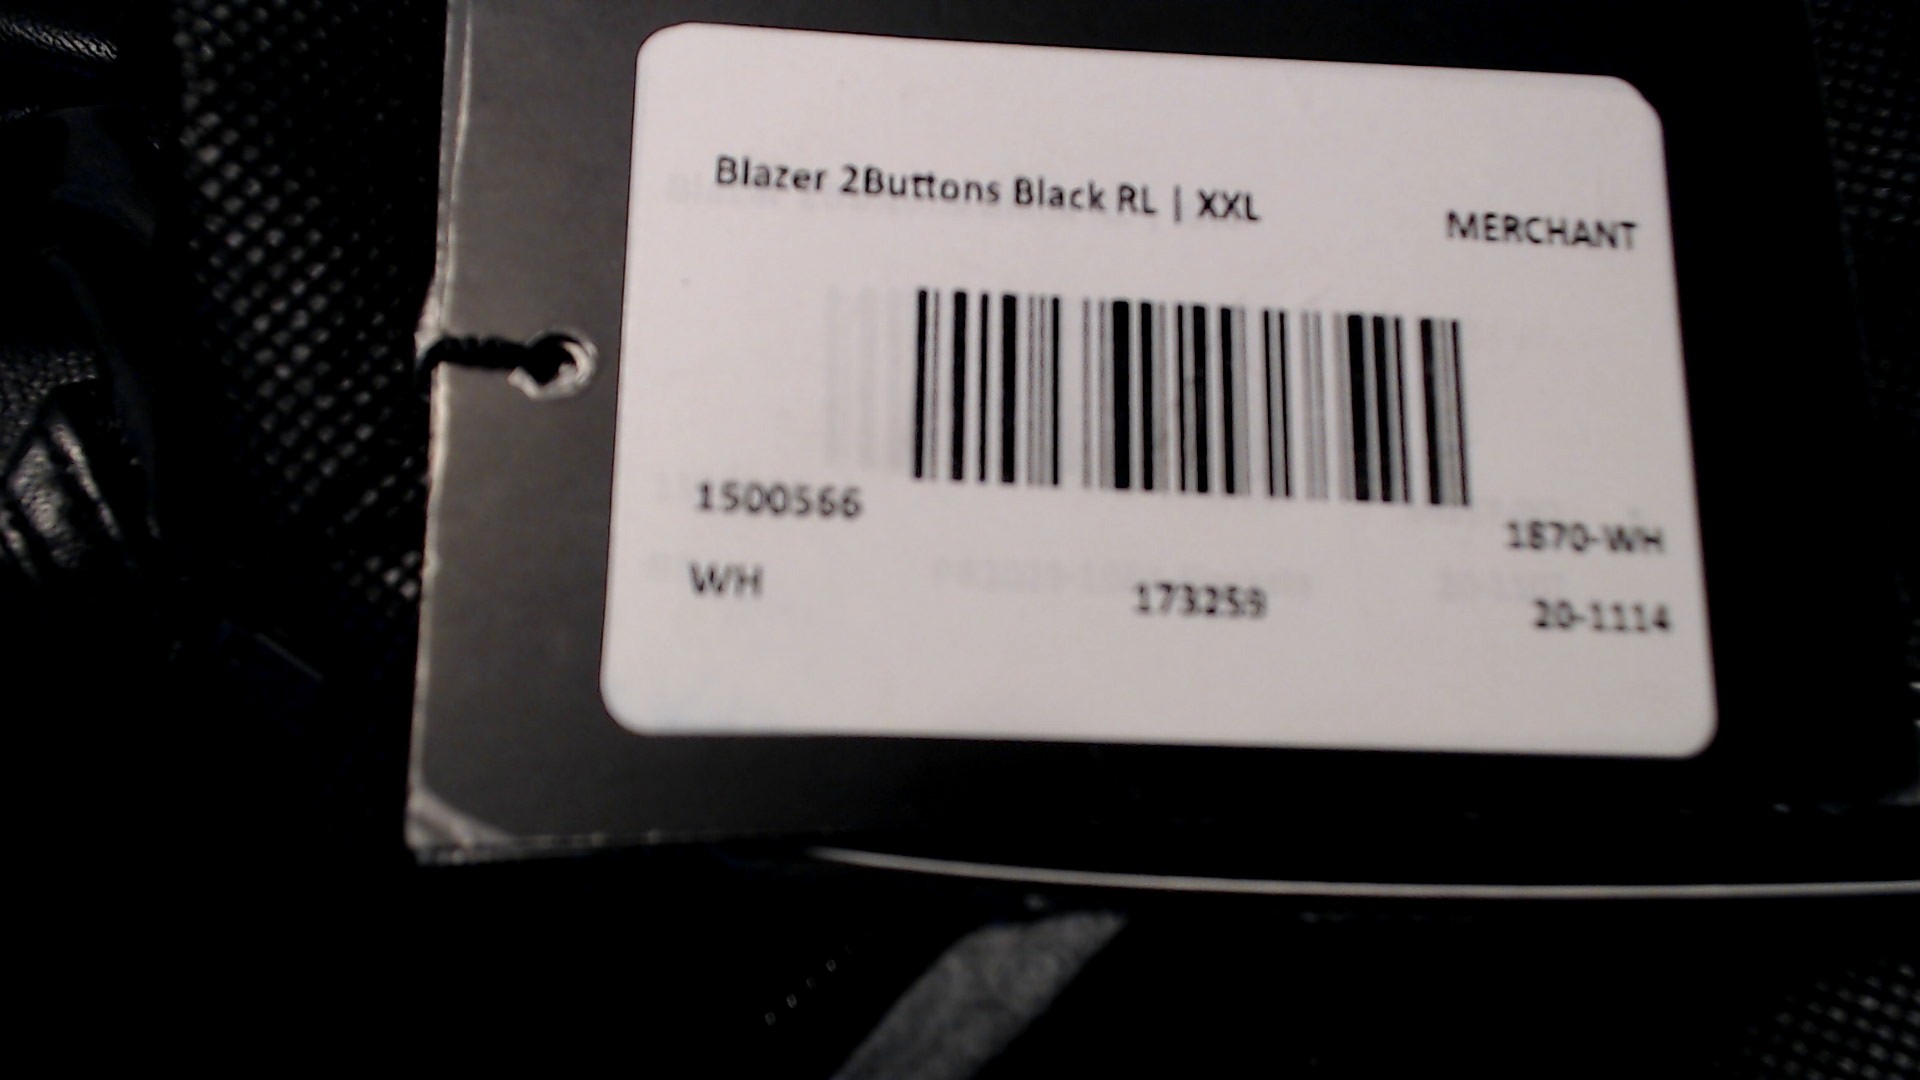 Blazer 2Buttons Black RL | XXL
MERCHANT
1500566
1870-WH
WH
173259
20-1114